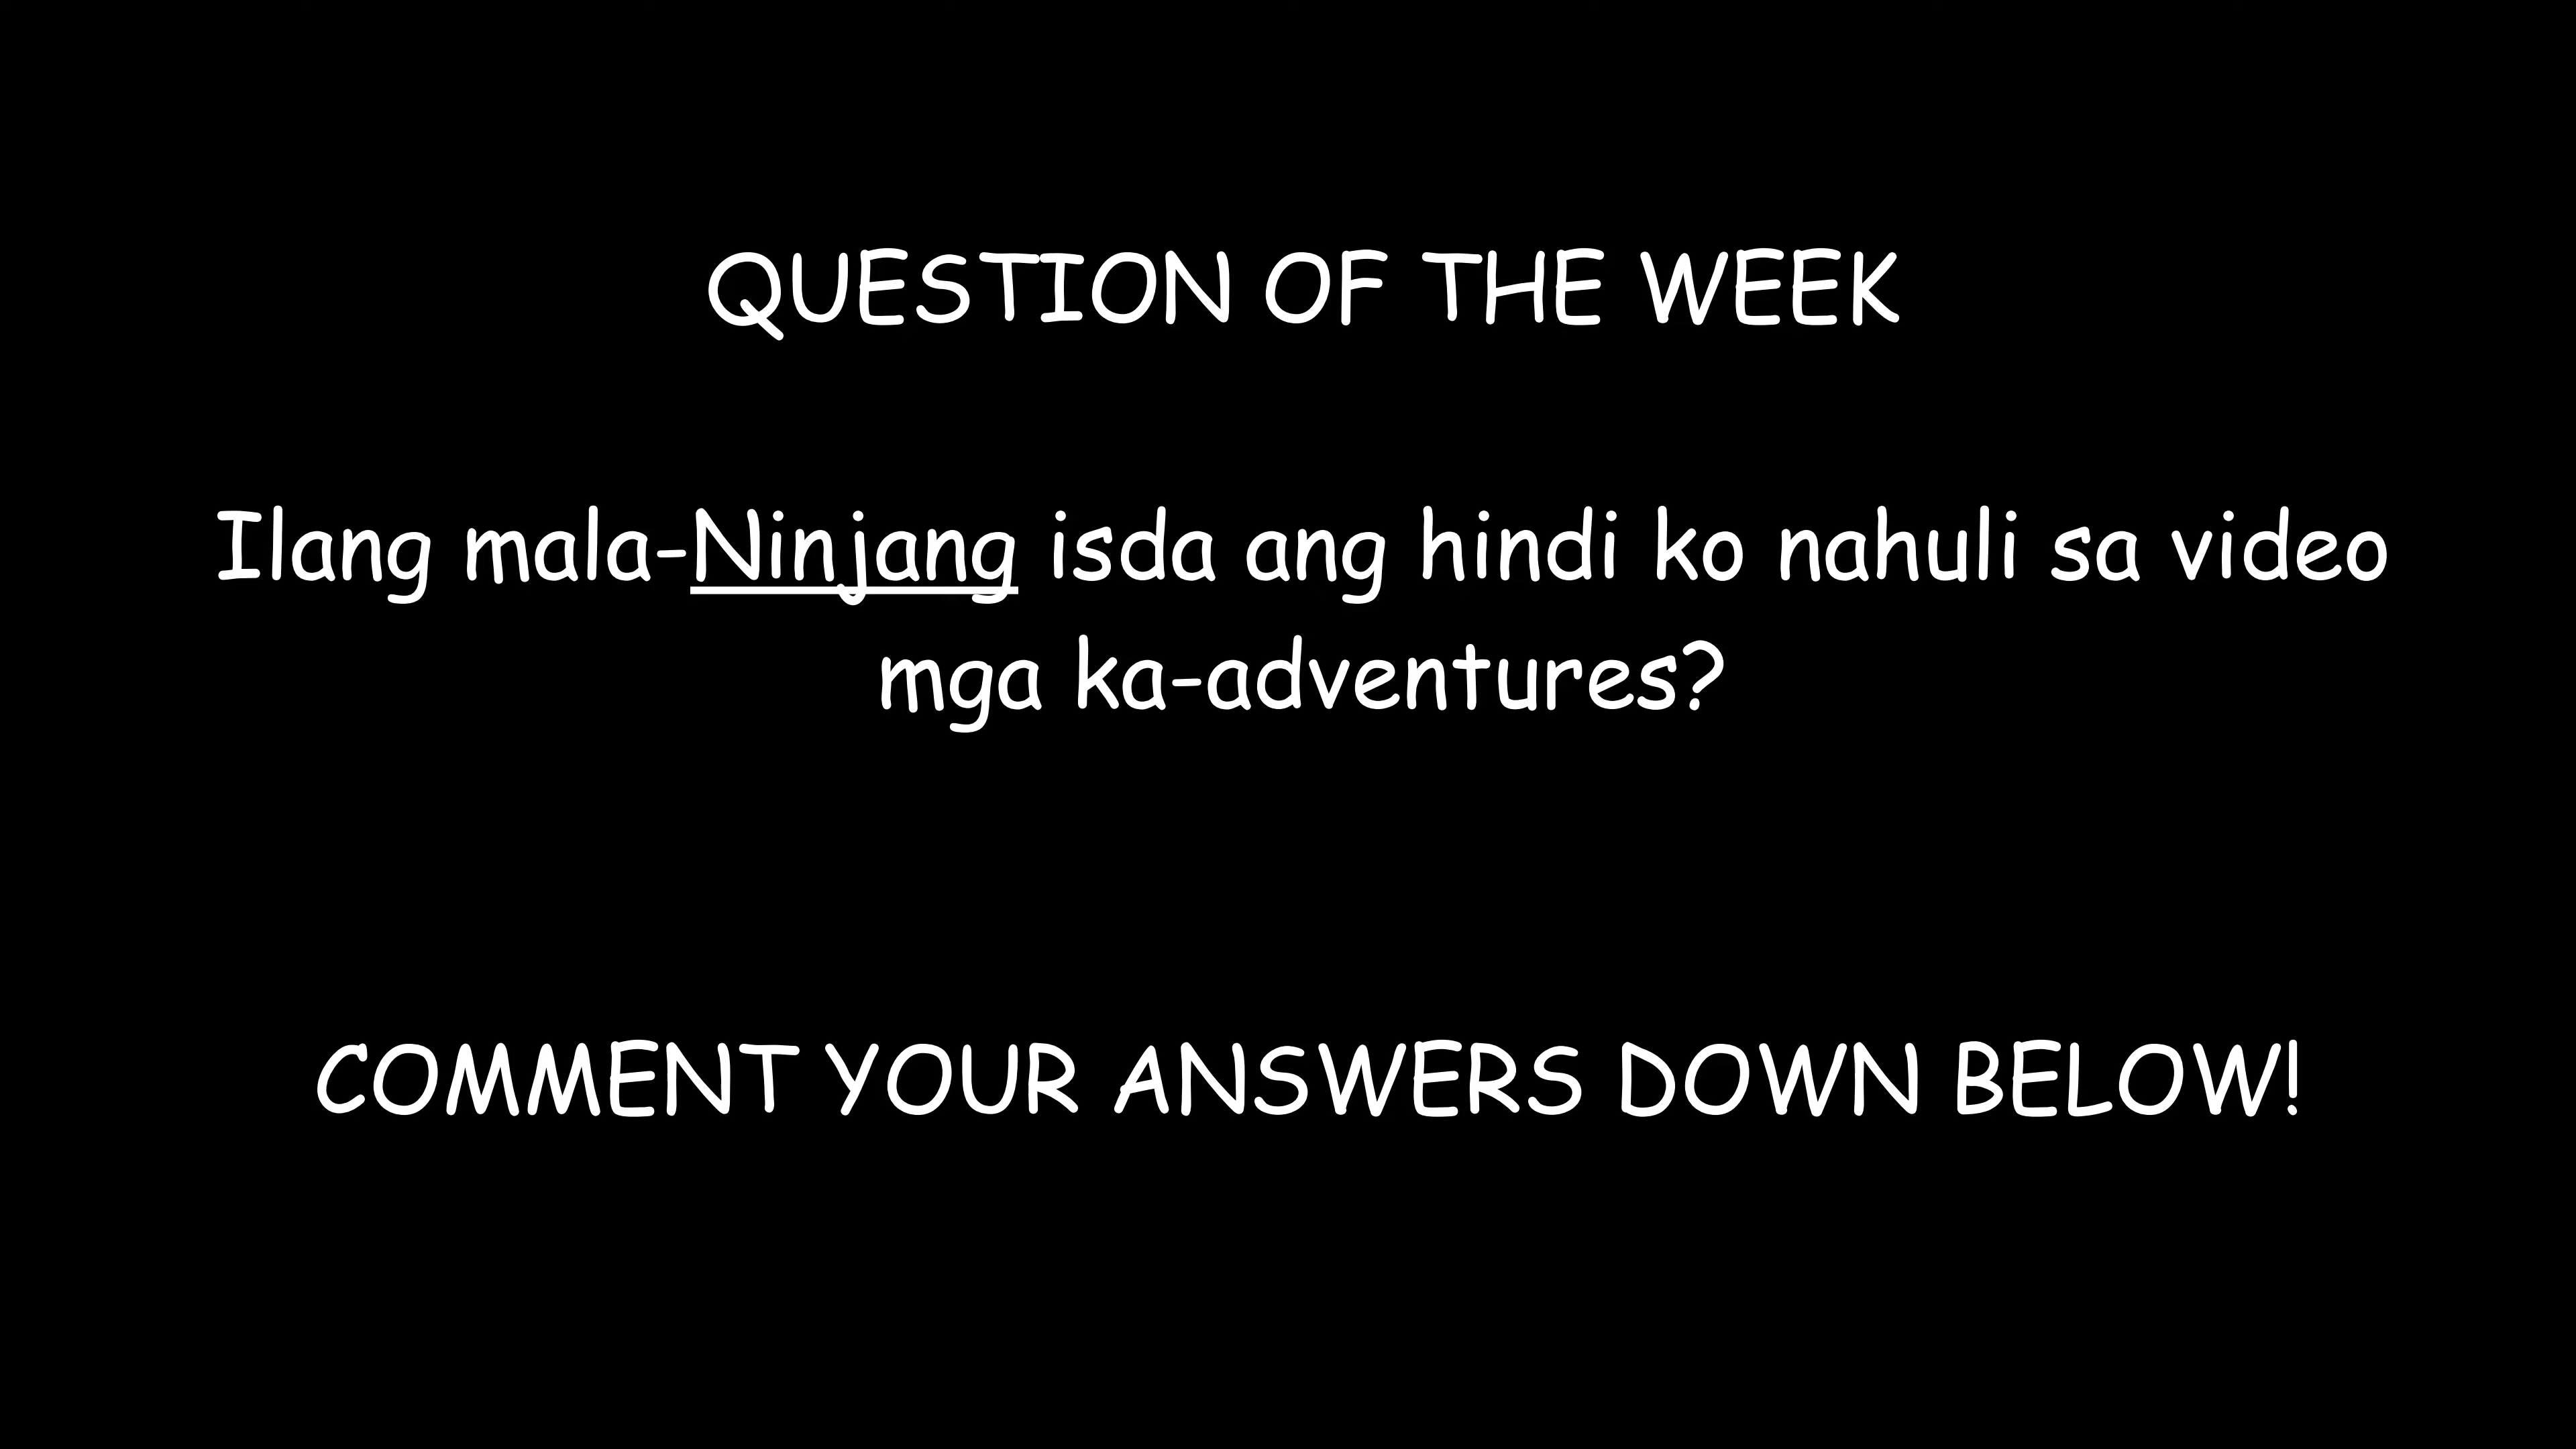 QUESTION OF THE WEEK
Ilang mala-Ninjang isda ang hindi ko nahuli sa video
mga ka-adventures?
COMMENT YOUR ANSWERS DOWN BELOW!